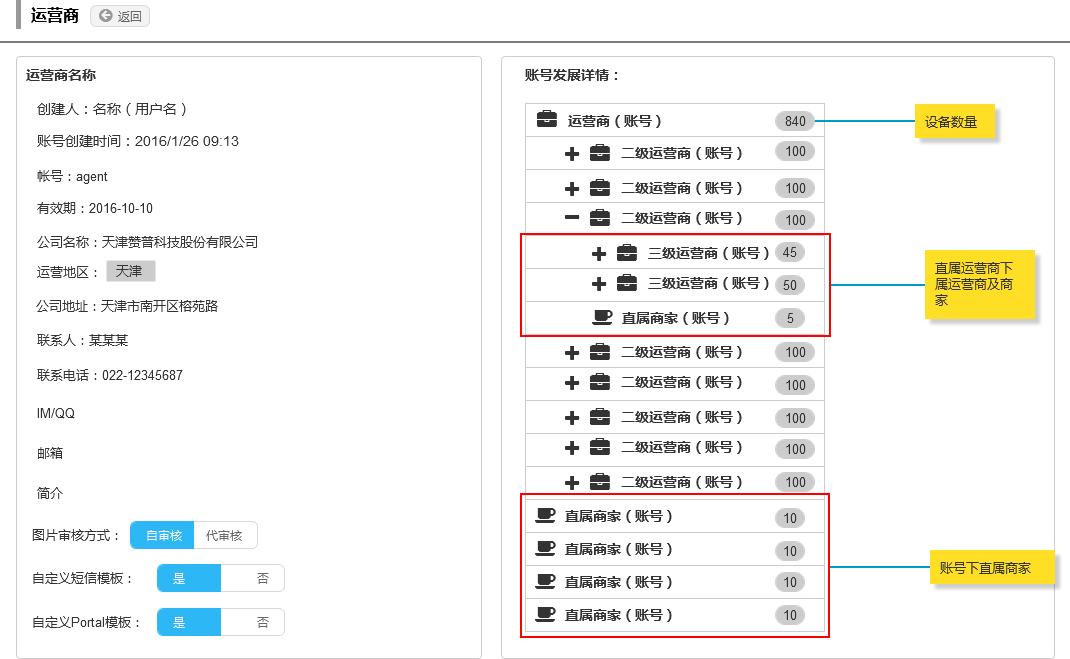 运营商
返回
运营商名称
创建人：名称（用户名）
账号创建时间：2016/1/26 09:13
帐号：agent
有效期：2016-10-10
公司名称：天津赞普科技股份有限公司
运营地区： 天津
公司地址：天津市南开区榕苑路
联系人：某某某
联系电话：022-12345687
IM/QQ
邮箱
简介
图片审核方式： 自审核 代审核
自定义短信模板： 是 否
自定义Portal模板： 是 否
账号发展详情：
运营商（账号） 840
二级运营商（账号） 100
二级运营商（账号） 100
二级运营商（账号） 100
三级运营商（账号） 45
三级运营商（账号） 50
直属商家（账号） 5
二级运营商（账号） 100
二级运营商（账号） 100
二级运营商（账号） 100
二级运营商（账号） 100
二级运营商（账号） 100
直属商家（账号） 10
直属商家（账号） 10
直属商家（账号） 10
直属商家（账号） 10
设备数量
直属运营商下
属运营商及商
家
账号下直属商家